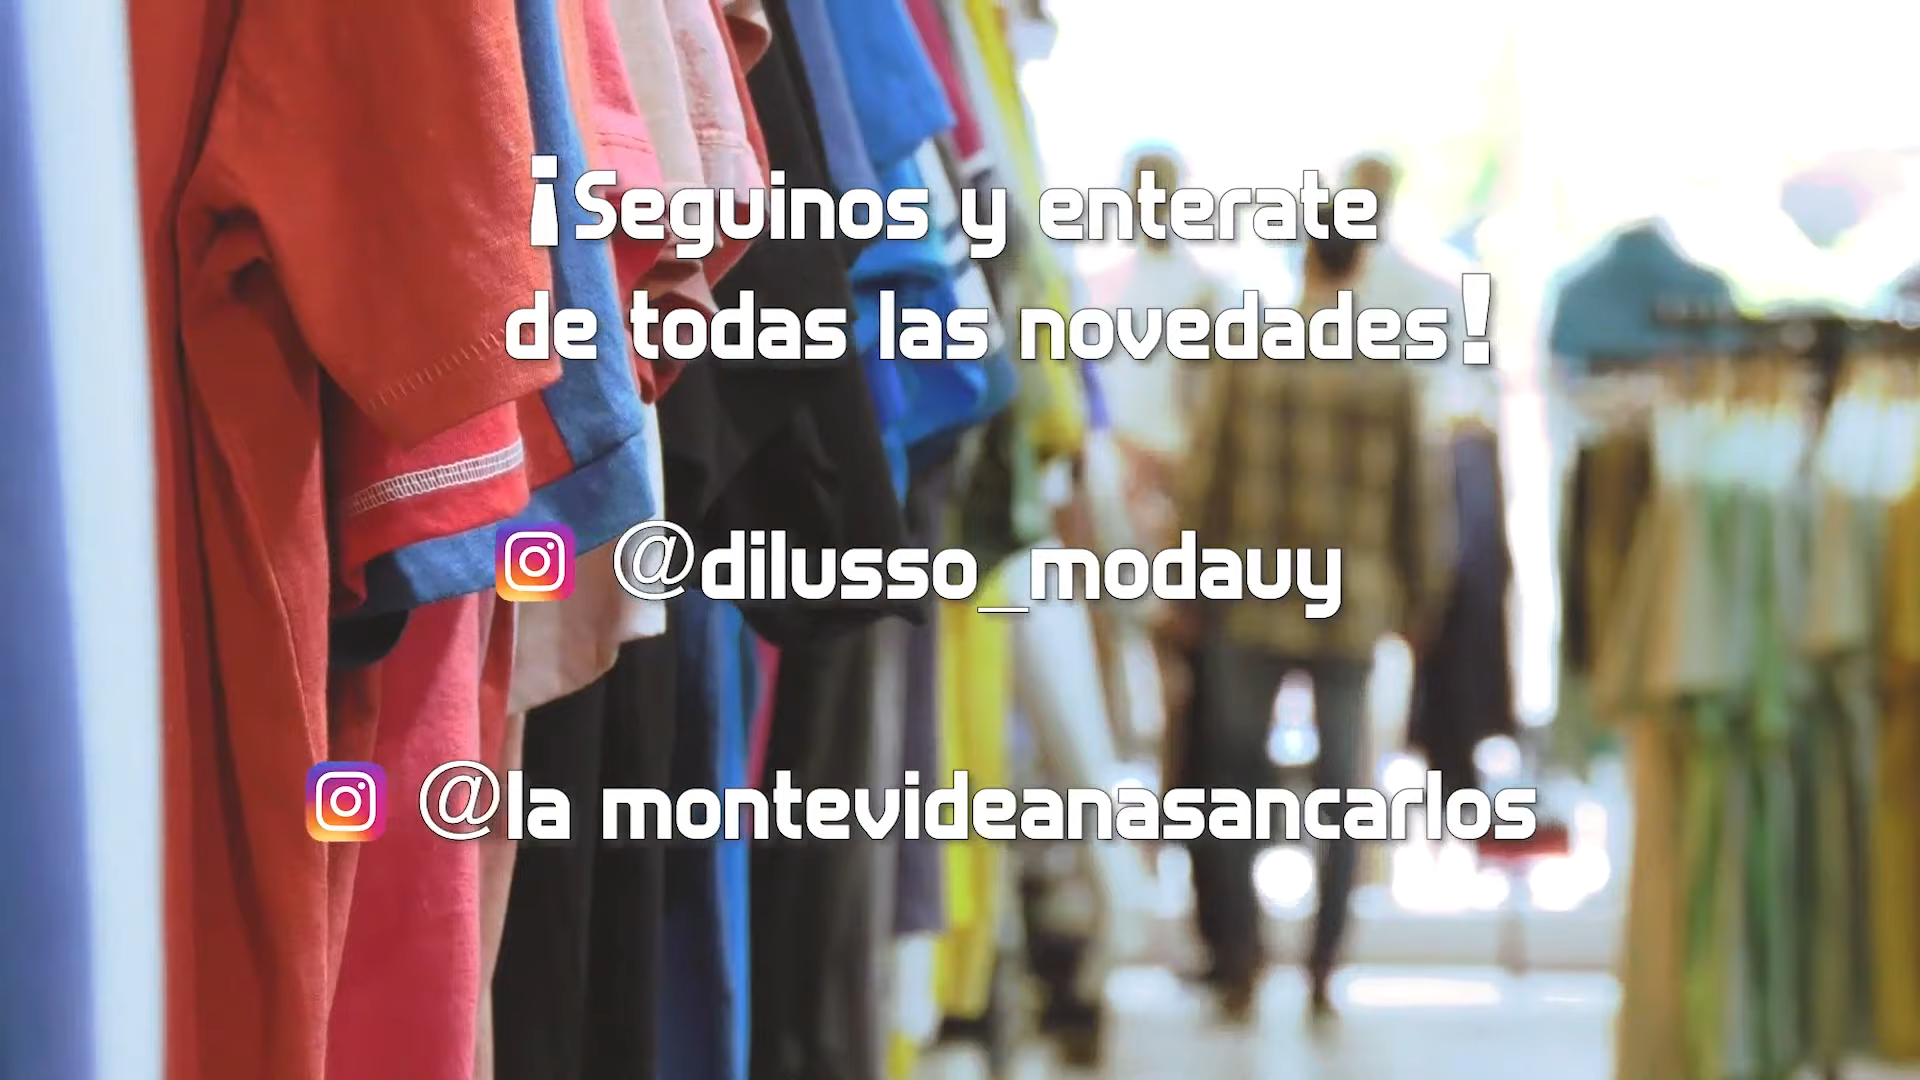 ¡Seguinos y enterate
de todas las novedades!
@dilusso_modauy
@la montevideanasancarlos